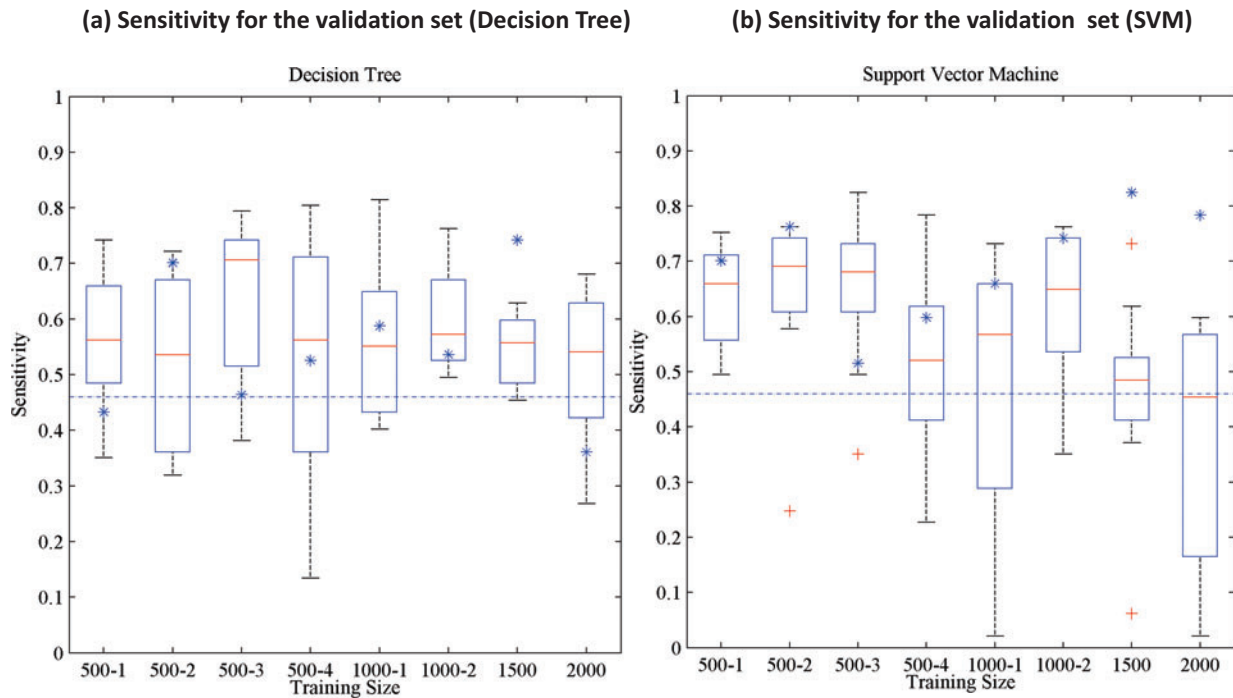 (a) Sensitivity for the validation set (Decision Tree)
Decision Tree
1
0.9
0.8
0.7
0.6
0.5
0.4
0.3
0.2
0.1
0
Sensitivity
500-1 500-2 500-3 500-4 1000-1 1000-2 1500 2000
Training Size
(b) Sensitivity for the validation set (SVM)
Support Vector Machine
1
0.9
0.8
0.7
0.6
0.5
0.4
0.3
0.2
0.1
0
Sensitivity
500-1 500-2 500-3 500-4 1000-1 1000-2 1500 2000
Training Size